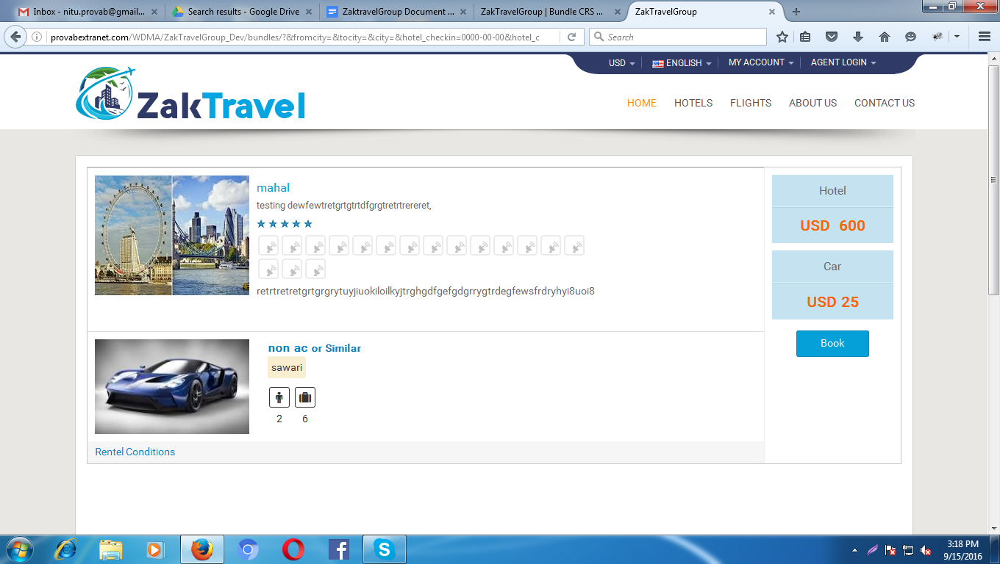 Inbox - nitu.provab@gmail...
Search results - Google Drive
ZaktravelGroup Document ...
ZakTravelGroup | Bundle CRS ...
ZakTravelGroup
provabextranet.com/WDMA/ZakTravelGroup_Dev/bundles/?&fromcity=&tocity=&city=&hotel_checkin=0000-00-00&hotel_c
Search
USD
ENGLISH
MY ACCOUNT
AGENT LOGIN
ZakTravel
HOME
HOTELS
FLIGHTS
ABOUT US
CONTACT US
mahal
testing dewfewtretgrtgtrtdfgrgtretrtrereret,
retrtretretgrtgrgrytuyjiuokiloilkyjtrghgdfgefgdgrrygtrdegfewsfrdryhyi8uoi8
Hotel
USD 600
Car
USD 25
Book
non ac or Similar
sawari
2 6
Rentel Conditions
3:18 PM
9/15/2016